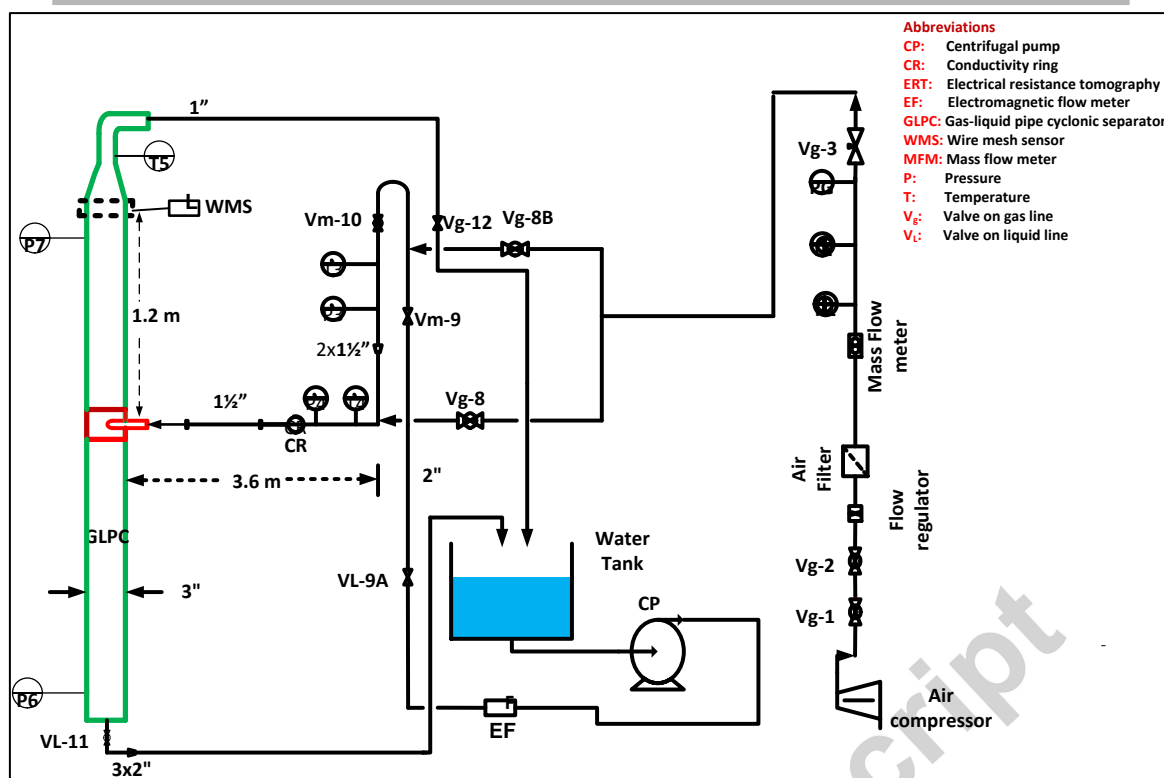 Abbreviations
CP: Centrifugal pump
CR: Conductivity ring
ERT: Electrical resistance tomography
EF: Electromagnetic flow meter
GLPC: Gas-liquid pipe cyclonic separator
WMS: Wire mesh sensor
MFM: Mass flow meter
P: Pressure
T: Temperature
Vg: Valve on gas line
VL: Valve on liquid line
1”
T5
WMS
P7
1.2 m
Vm-10
Vg-12
Vg-8B
Vg-3
Vm-9
2x1½”
1½”
CR
Vg-8
3.6 m
2"
GLPC
3"
P6
VL-11
3x2"
VL-9A
Water
Tank
CP
EF
Mass Flow
meter
Air
Filter
Flow
regulator
Vg-2
Vg-1
Air
compressor
cript